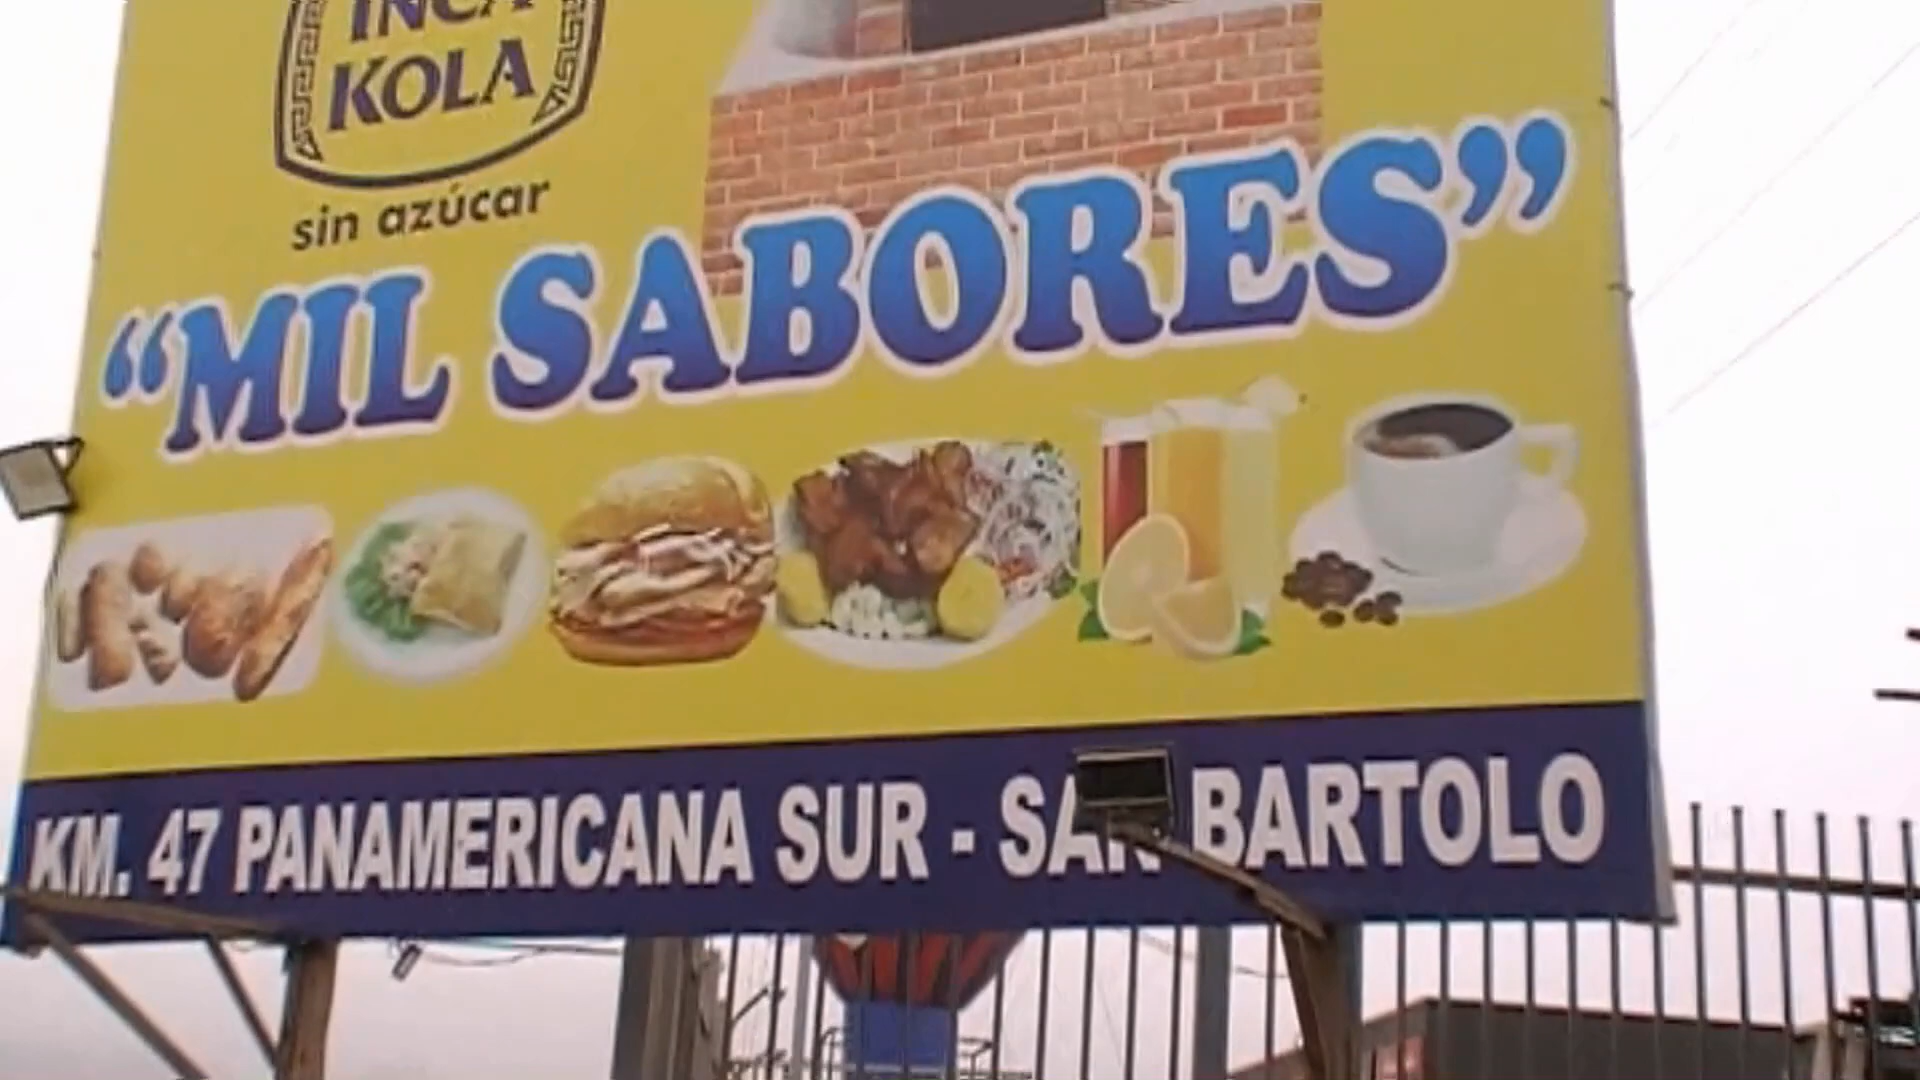 INCA
KOLA
sin azúcar
“MIL SABORES”
KM. 47 PANAMERICANA SUR - SAN BARTOLO